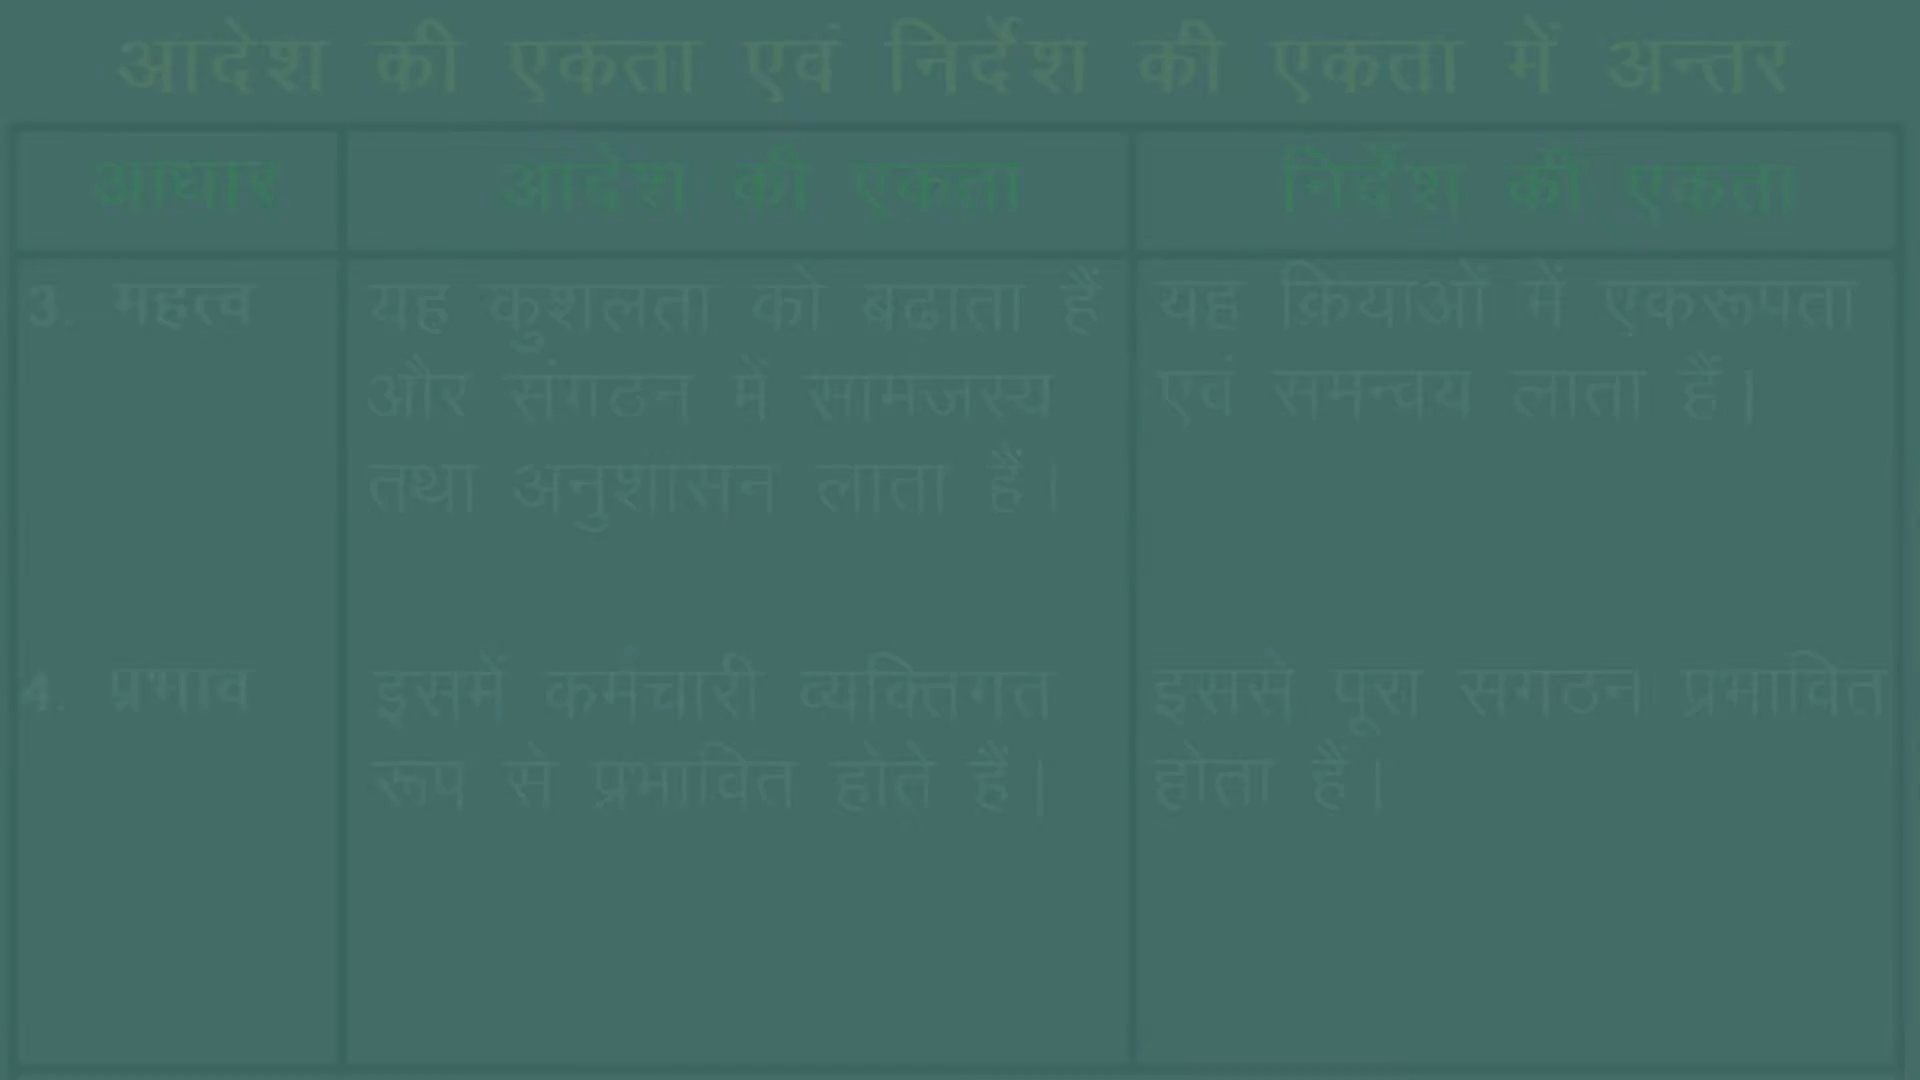 आदेश की एकता एवं निर्देश की एकता में अन्तर
आधार
आदेश की एकता
निर्देश की एकता
3. महत्व
यह कुशलता को बढाता हैं
और संगठन में सामंजस्य
तथा अनुशासन लाता हैं।
यह क्रियाओं में एकरूपता
एवं समन्वय लाता हैं।
4. प्रभाव
इसमें कर्मचारी व्यक्तिगत
रूप से प्रभावित होते हैं।
इससे पूरा सगठन प्रभावित
होता हैं।